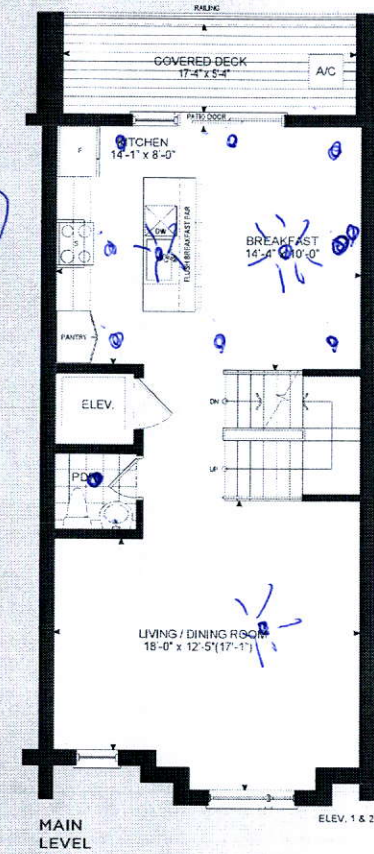 RAILING
COVERED DECK
17'-4" x 5'-4"
A/C
PATIO DOOR
F
KITCHEN
14'-1" x 8'-0"
DW
FLUSH BREAKFAST BAR
S
BREAKFAST
14'-4" x 10'-0"
PANTRY
ELEV.
DN
UP
LIVING / DINING ROOM
18'-0" x 12'-5"(17'-1")
MAIN
LEVEL
ELEV. 1 & 2